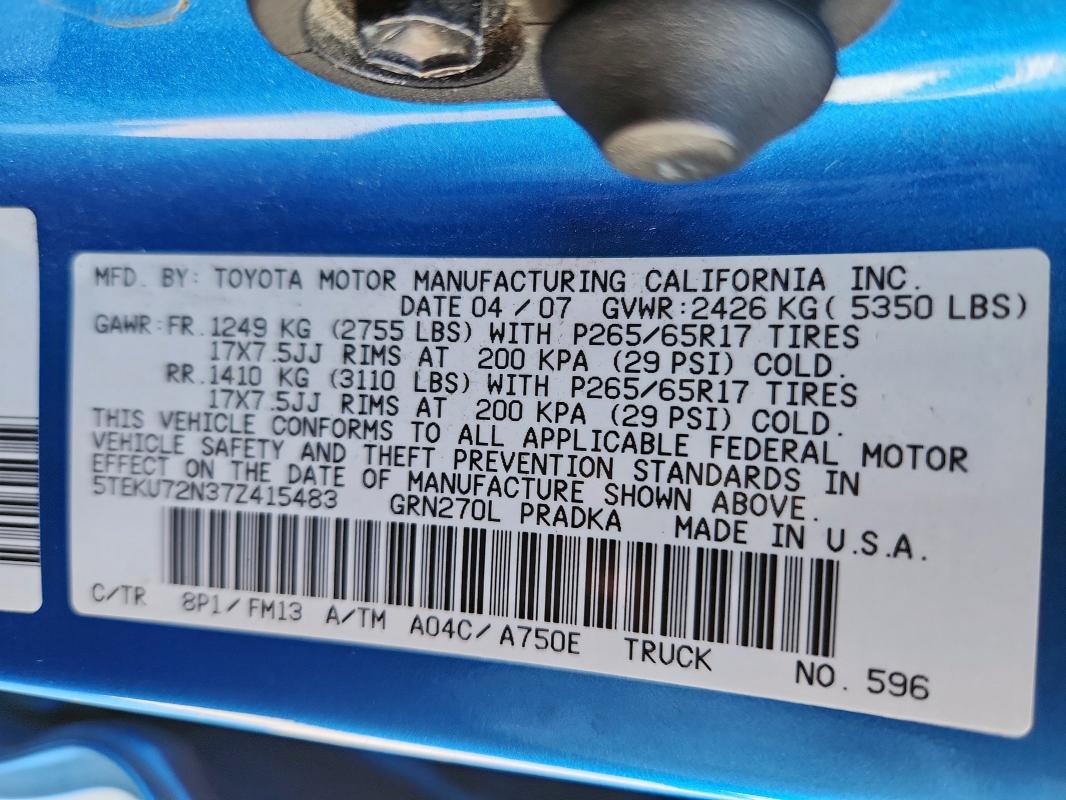 MFD. BY: TOYOTA MOTOR MANUFACTURING CALIFORNIA INC.
DATE 04 / 07 GVWR: 2426 KG ( 5350 LBS)
GAWR: FR. 1249 KG (2755 LBS) WITH P265/65R17 TIRES
17X7.5JJ RIMS AT 200 KPA (29 PSI) COLD.
RR. 1410 KG (3110 LBS) WITH P265/65R17 TIRES
17X7.5JJ RIMS AT 200 KPA (29 PSI) COLD.
THIS VEHICLE CONFORMS TO ALL APPLICABLE FEDERAL MOTOR
VEHICLE SAFETY AND THEFT PREVENTION STANDARDS IN
EFFECT ON THE DATE OF MANUFACTURE SHOWN ABOVE.
5TEKU72N37Z415483 GRN270L PRADKA MADE IN U.S.A.
C/TR 8P1/FM13 A/TM A04C/A750E TRUCK NO. 596